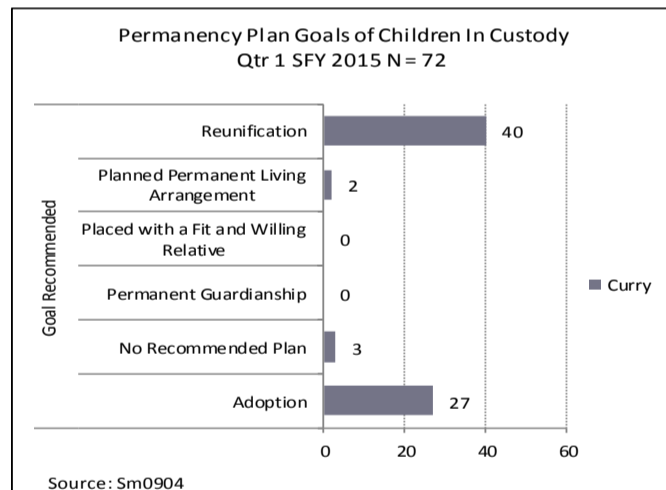 Permanency Plan Goals of Children In Custody
Qtr 1 SFY 2015 N = 72
Goal Recommended
Reunification
40
Planned Permanent Living
Arrangement
2
Placed with a Fit and Willing
Relative
0
Permanent Guardianship
0
No Recommended Plan
3
Adoption
27
0 20 40 60
Curry
Source: Sm0904